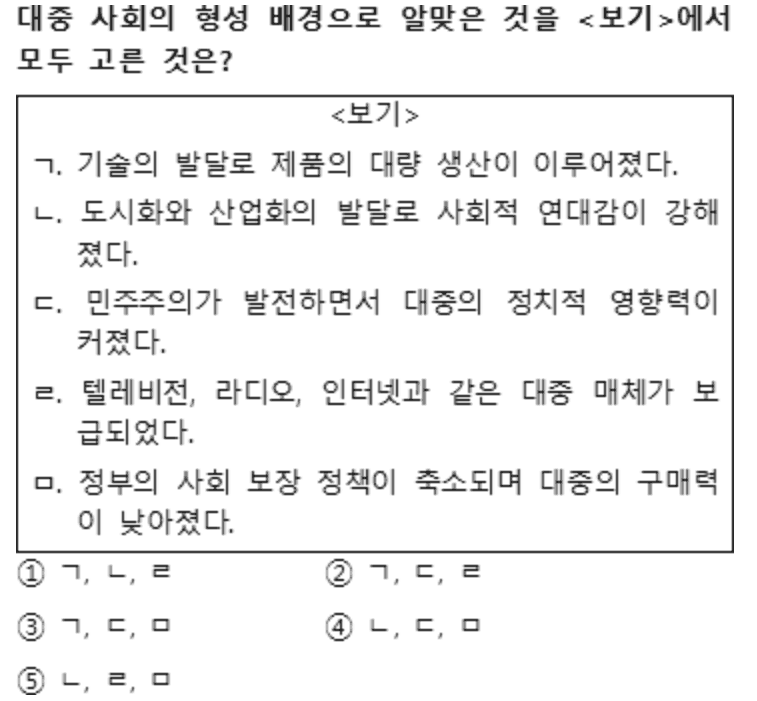 대중 사회의 형성 배경으로 알맞은 것을 <보기>에서
모두 고른 것은?
<보기>
ㄱ. 기술의 발달로 제품의 대량 생산이 이루어졌다.
ㄴ. 도시화와 산업화의 발달로 사회적 연대감이 강해
졌다.
ㄷ. 민주주의가 발전하면서 대중의 정치적 영향력이
커졌다.
ㄹ. 텔레비전, 라디오, 인터넷과 같은 대중 매체가 보
급되었다.
ㅁ. 정부의 사회 보장 정책이 축소되며 대중의 구매력
이 낮아졌다.
① ㄱ, ㄴ, ㄹ ② ㄱ, ㄷ, ㄹ
③ ㄱ, ㄷ, ㅁ ④ ㄴ, ㄷ, ㅁ
⑤ ㄴ, ㄹ, ㅁ